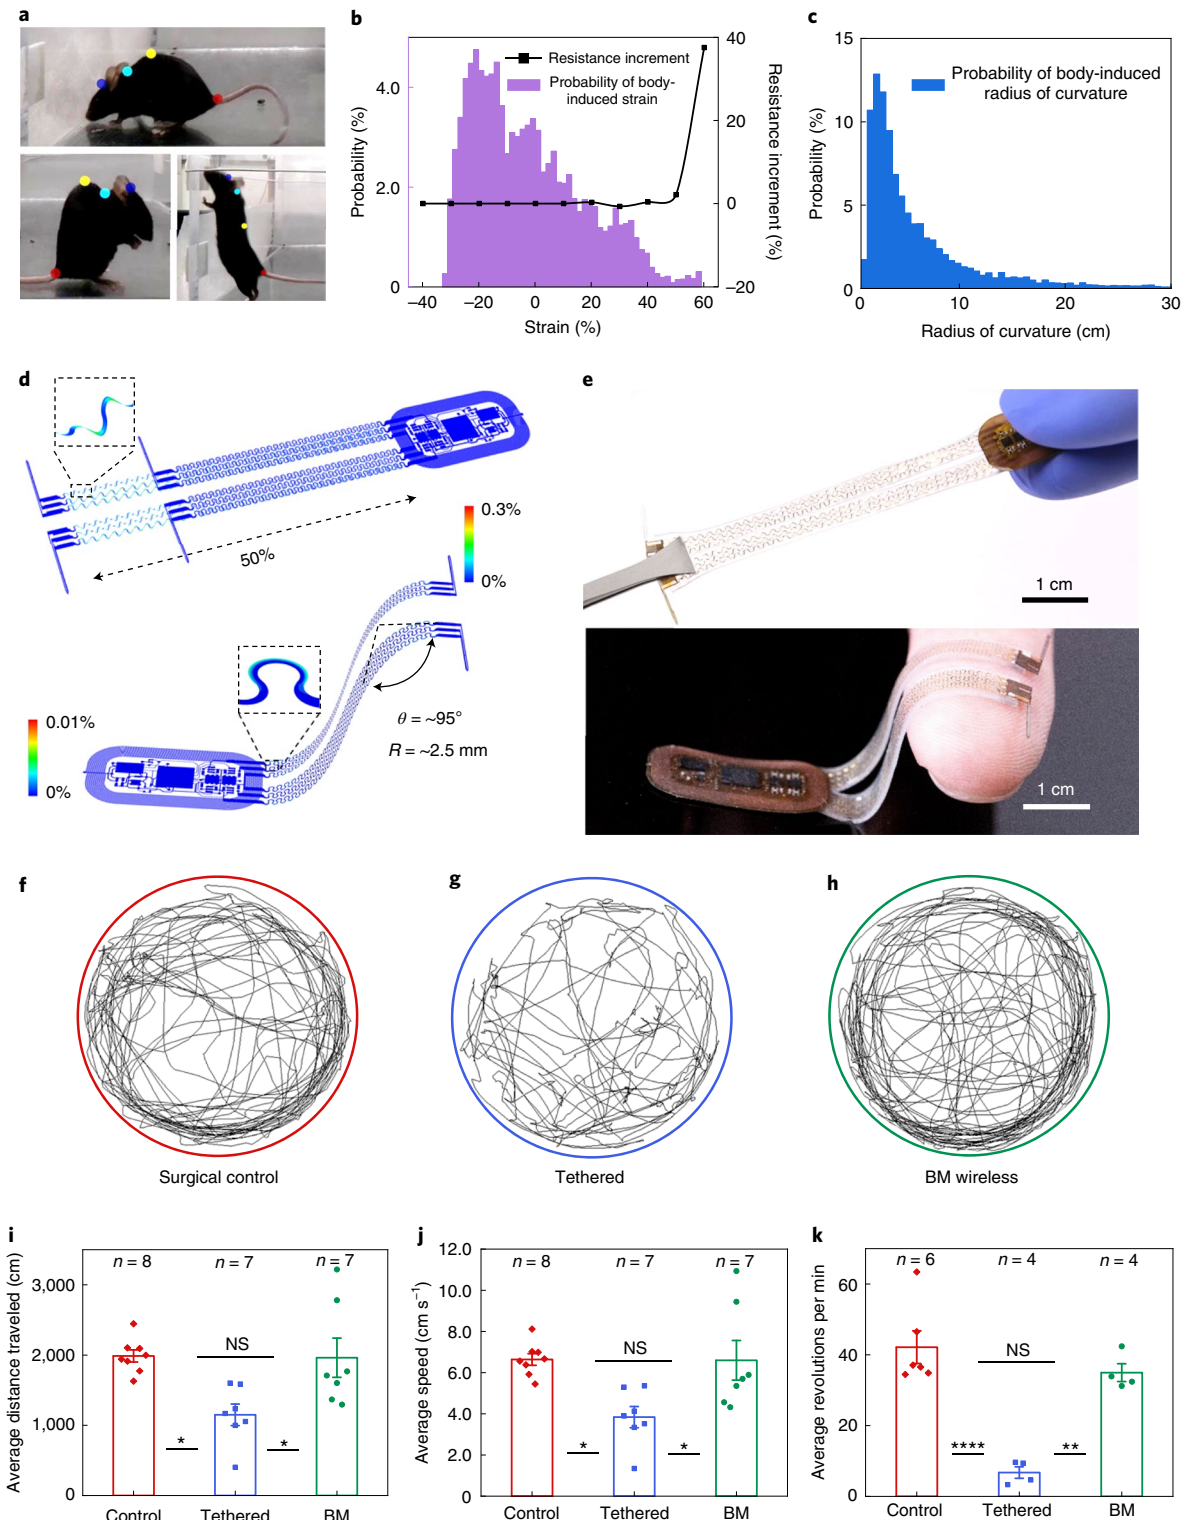 a
b
c
5.0
4.0
2.0
0
Probability (%)
Resistance increment
Probability of body-
induced strain
40
20
0
−20
Resistance increment (%)
−40
−20
0
20
40
60
Strain (%)
15
10
5
0
Probability (%)
Probability of body-induced
radius of curvature
0
10
20
30
Radius of curvature (cm)
d
50%
0.3%
0%
0.01%
0%
θ = ~95°
R = ~2.5 mm
e
1 cm
1 cm
f
g
h
Surgical control
Tethered
BM wireless
i
Average distance traveled (cm)
3,000
2,000
1,000
0
n = 8
n = 7
n = 7
NS
*
*
Control
Tethered
BM
j
Average speed (cm s⁻¹)
12.0
8.0
6.0
4.0
2.0
0
n = 8
n = 7
n = 7
NS
*
*
Control
Tethered
BM
k
Average revolutions per min
60
40
20
0
n = 6
n = 4
n = 4
NS
****
**
Control
Tethered
BM